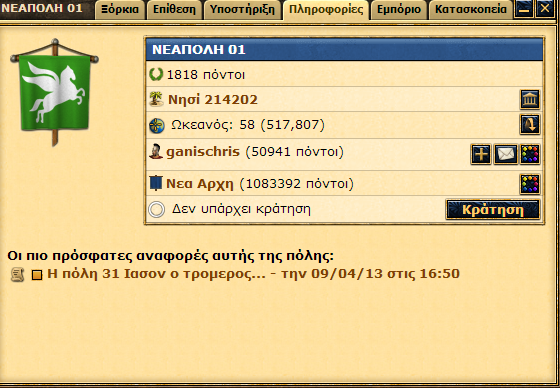 ΝΕΑΠΟΛΗ 01 Ξόρκια Επίθεση Υποστήριξη Πληροφορίες Εμπόριο Κατασκοπεία
ΝΕΑΠΟΛΗ 01
1818 πόντοι
Νησί 214202
Ωκεανός: 58 (517,807)
ganischris (50941 πόντοι)
Νεα Αρχη (1083392 πόντοι)
Δεν υπάρχει κράτηση Κράτηση
Οι πιο πρόσφατες αναφορές αυτής της πόλης:
Η πόλη 31 Ιασον ο τρομερος... - την 09/04/13 στις 16:50